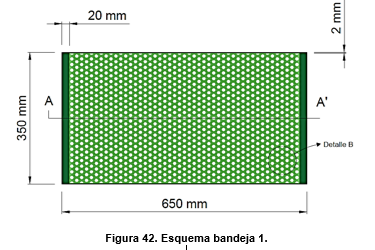 20 mm
2 mm
350 mm
A
A'
Detalle B
650 mm
Figura 42. Esquema bandeja 1.